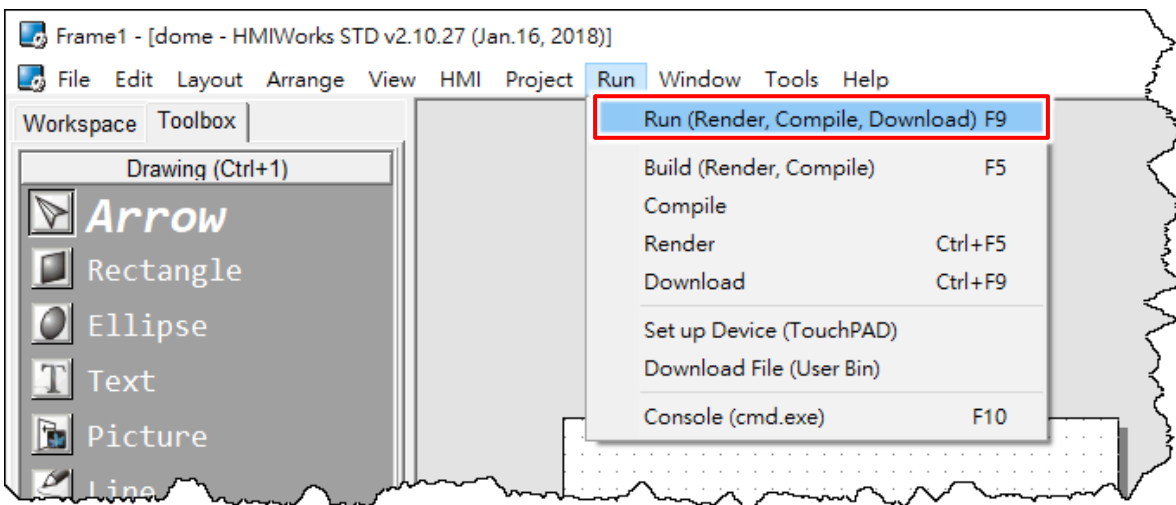 Frame1 - [dome - HMIWorks STD v2.10.27 (Jan.16, 2018)]
File Edit Layout Arrange View HMI Project Run Window Tools Help
Workspace Toolbox
Drawing (Ctrl+1)
Arrow
Rectangle
Ellipse
Text
Picture
Line
Run (Render, Compile, Download) F9
Build (Render, Compile) F5
Compile
Render Ctrl+F5
Download Ctrl+F9
Set up Device (TouchPAD)
Download File (User Bin)
Console (cmd.exe) F10